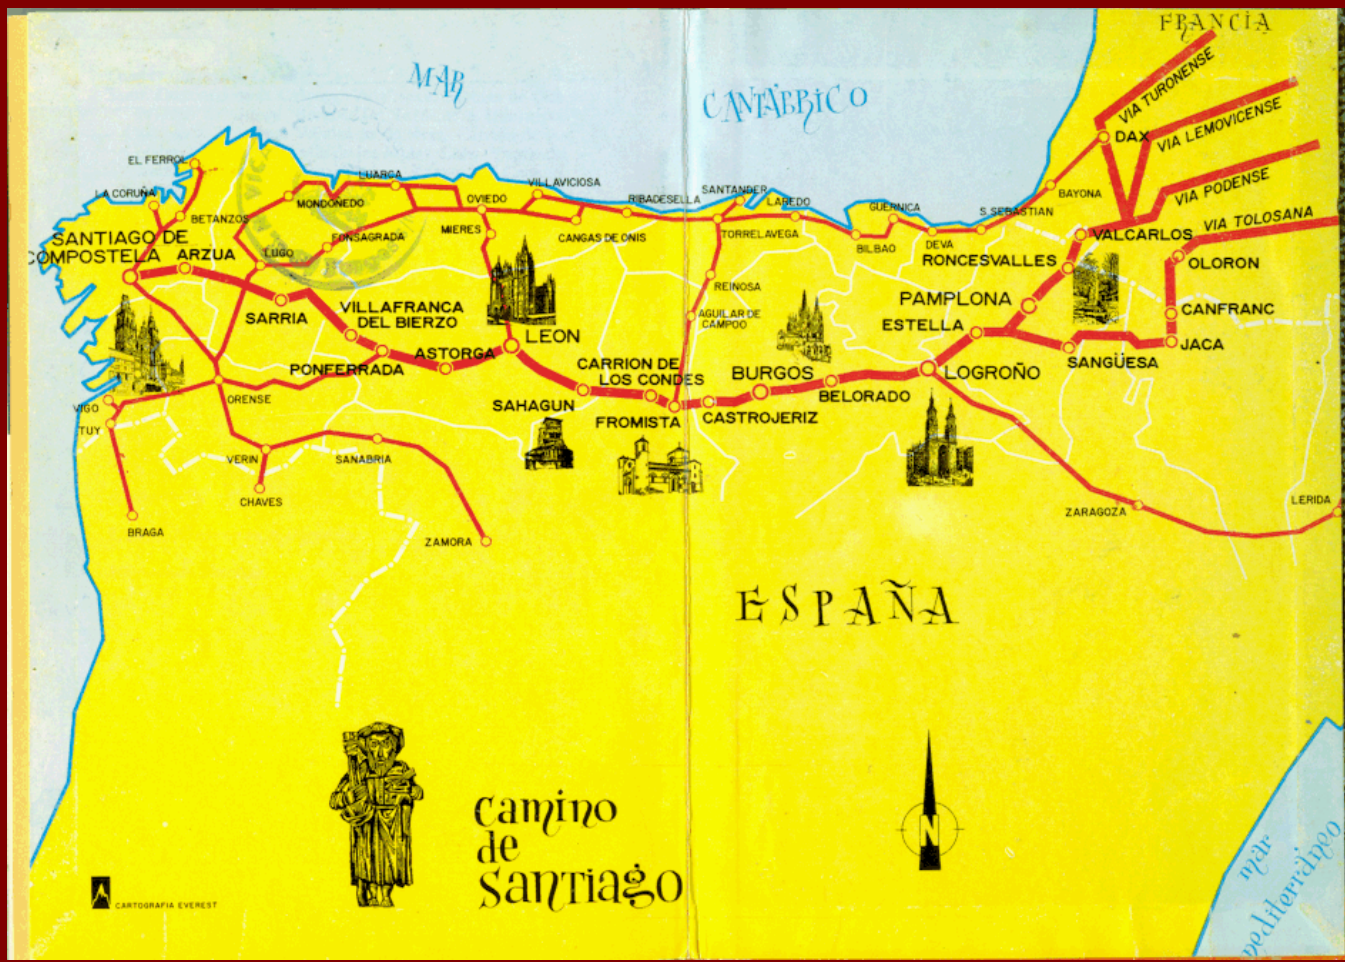 FRANCIA
MAR
CANTÁBRICO
VIA TURONENSE
DAX
VIA LEMOVICENSE
VIA PODENSE
VIA TOLOSANA
EL FERROL
LA CORUÑA
BETANZOS
MONDOÑEDO
LUARCA
OVIEDO
VILLAVICIOSA
RIBADESELLA
SANTANDER
LAREDO
GUERNICA
S. SEBASTIAN
BAYONA
SANTIAGO DE
COMPOSTELA
ARZUA
LUGO
FONSAGRADA
MIERES
CANGAS DE ONIS
TORRELAVEGA
BILBAO
DEVA
VALCARLOS
RONCESVALLES
OLORON
REINOSA
AGUILAR DE
CAMPOO
PAMPLONA
CANFRANC
SARRIA
VILLAFRANCA
DEL BIERZO
LEON
ESTELLA
JACA
SANGÜESA
PONFERRADA
ASTORGA
CARRION DE
LOS CONDES
BURGOS
LOGROÑO
VIGO
TUY
ORENSE
SAHAGUN
FROMISTA
CASTROJERIZ
BELORADO
VERIN
SANABRIA
CHAVES
BRAGA
ZAMORA
ZARAGOZA
LERIDA
ESPAÑA
Camino
de
Santiago
N
mar
mediterráneo
CARTOGRAFIA EVEREST